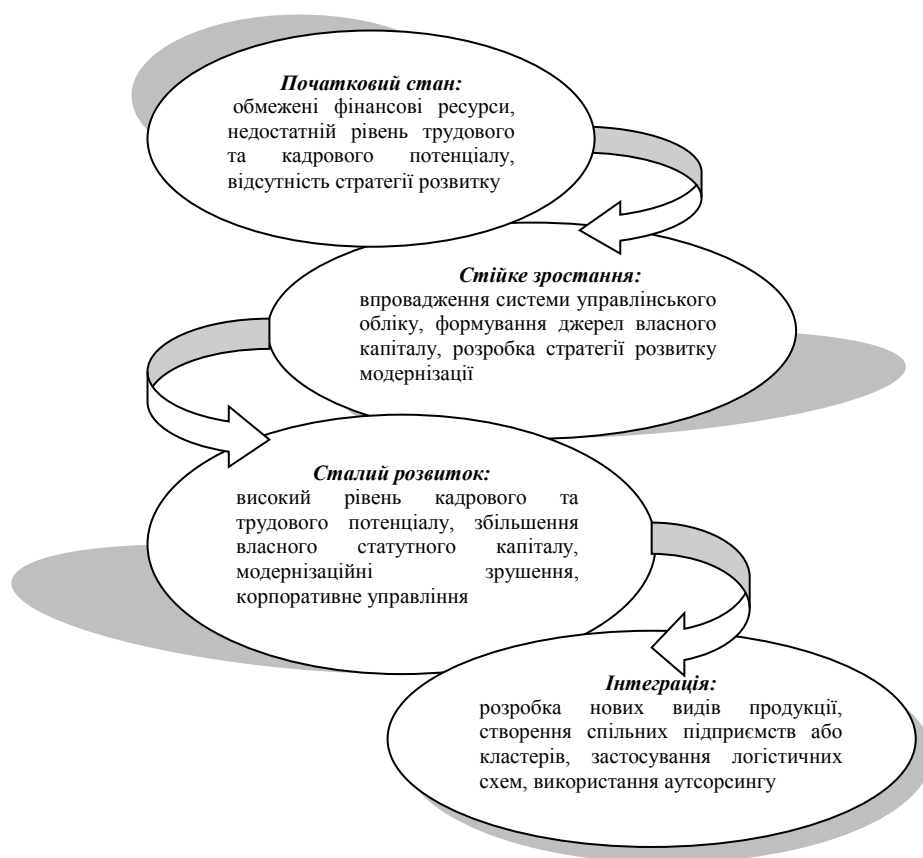 Початковий стан:
обмежені фінансові ресурси,
недостатній рівень трудового
та кадрового потенціалу,
відсутність стратегії розвитку
Стійке зростання:
впровадження системи управлінського
обліку, формування джерел власного
капіталу, розробка стратегії розвитку
модернізації
Сталий розвиток:
високий рівень кадрового та
трудового потенціалу, збільшення
власного статутного капіталу,
модернізаційні зрушення,
корпоративне управління
Інтеграція:
розробка нових видів продукції,
створення спільних підприємств або
кластерів, застосування логістичних
схем, використання аутсорсингу